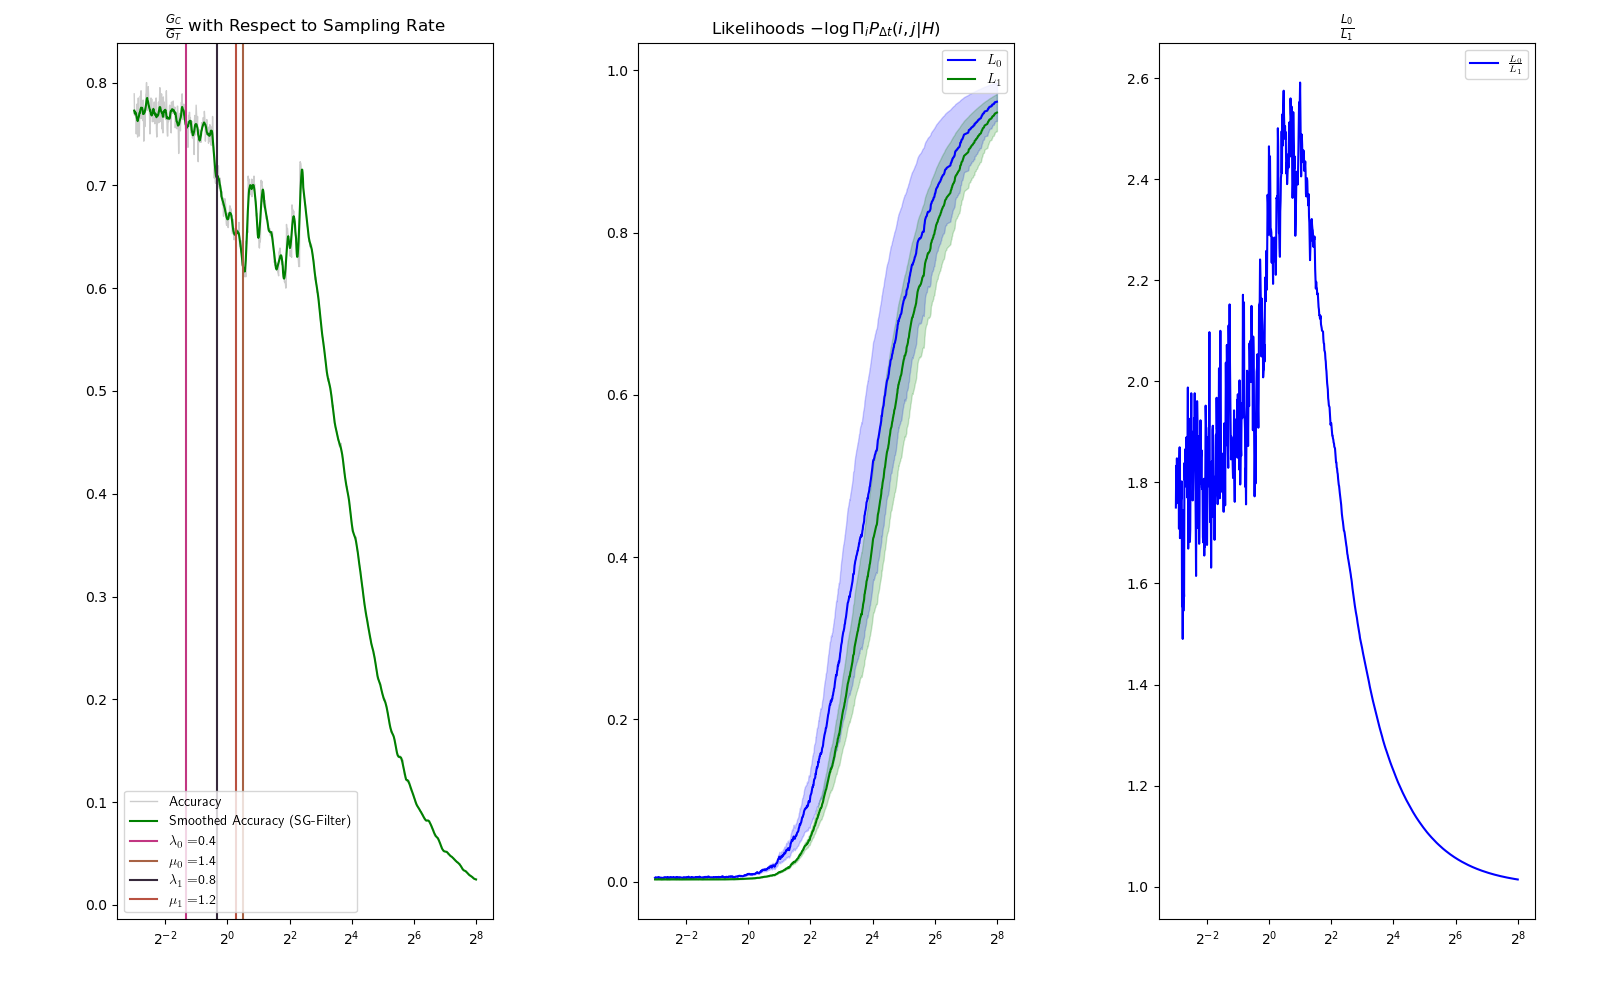 G_C/G_T with Respect to Sampling Rate
0.8
0.7
0.6
0.5
0.4
0.3
0.2
0.1
0.0
Accuracy
Smoothed Accuracy (SG-Filter)
λ_0 =0.4
μ_0 =1.4
λ_1 =0.8
μ_1 =1.2
2^-2 2^0 2^2 2^4 2^6 2^8
Likelihoods −log Π_i P_Δt(i, j|H)
L_0
L_1
1.0
0.8
0.6
0.4
0.2
0.0
2^-2 2^0 2^2 2^4 2^6 2^8
L_0/L_1
L_0/L_1
2.6
2.4
2.2
2.0
1.8
1.6
1.4
1.2
1.0
2^-2 2^0 2^2 2^4 2^6 2^8